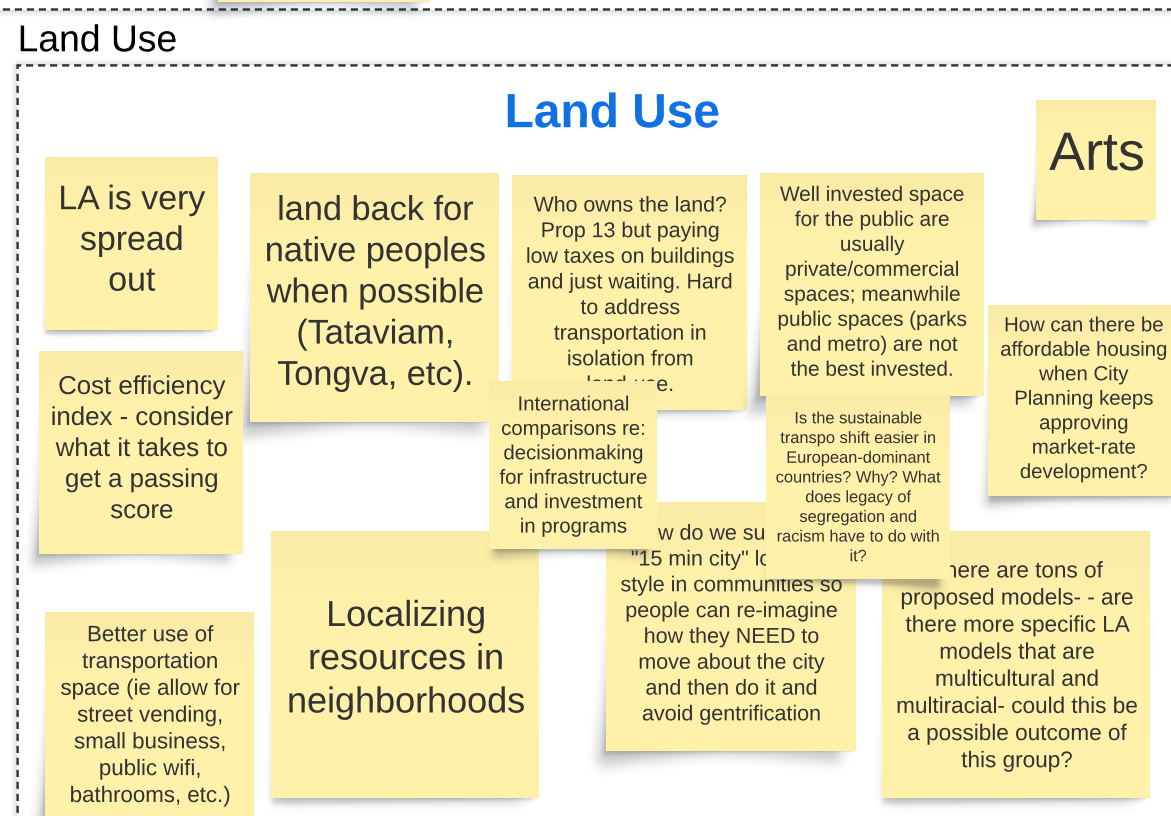 Land Use
Land Use
Arts
LA is very
spread
out
land back for
native peoples
when possible
(Tataviam,
Tongva, etc).
Who owns the land?
Prop 13 but paying
low taxes on buildings
and just waiting. Hard
to address
transportation in
isolation from
Well invested space
for the public are
usually
private/commercial
spaces; meanwhile
public spaces (parks
and metro) are not
the best invested.
How can there be
affordable housing
when City
Planning keeps
approving
market-rate
development?
Cost efficiency
index - consider
what it takes to
get a passing
score
International
comparisons re:
decisionmaking
for infrastructure
and investment
in programs
Is the sustainable
transpo shift easier in
European-dominant
countries? Why? What
does legacy of
segregation and
racism have to do with
it?
Localizing
resources in
neighborhoods
do we
"15 min city"
style in communities so
people can re-imagine
how they NEED to
move about the city
and then do it and
avoid gentrification
are tons of
proposed models- - are
there more specific LA
models that are
multicultural and
multiracial- could this be
a possible outcome of
this group?
Better use of
transportation
space (ie allow for
street vending,
small business,
public wifi,
bathrooms, etc.)